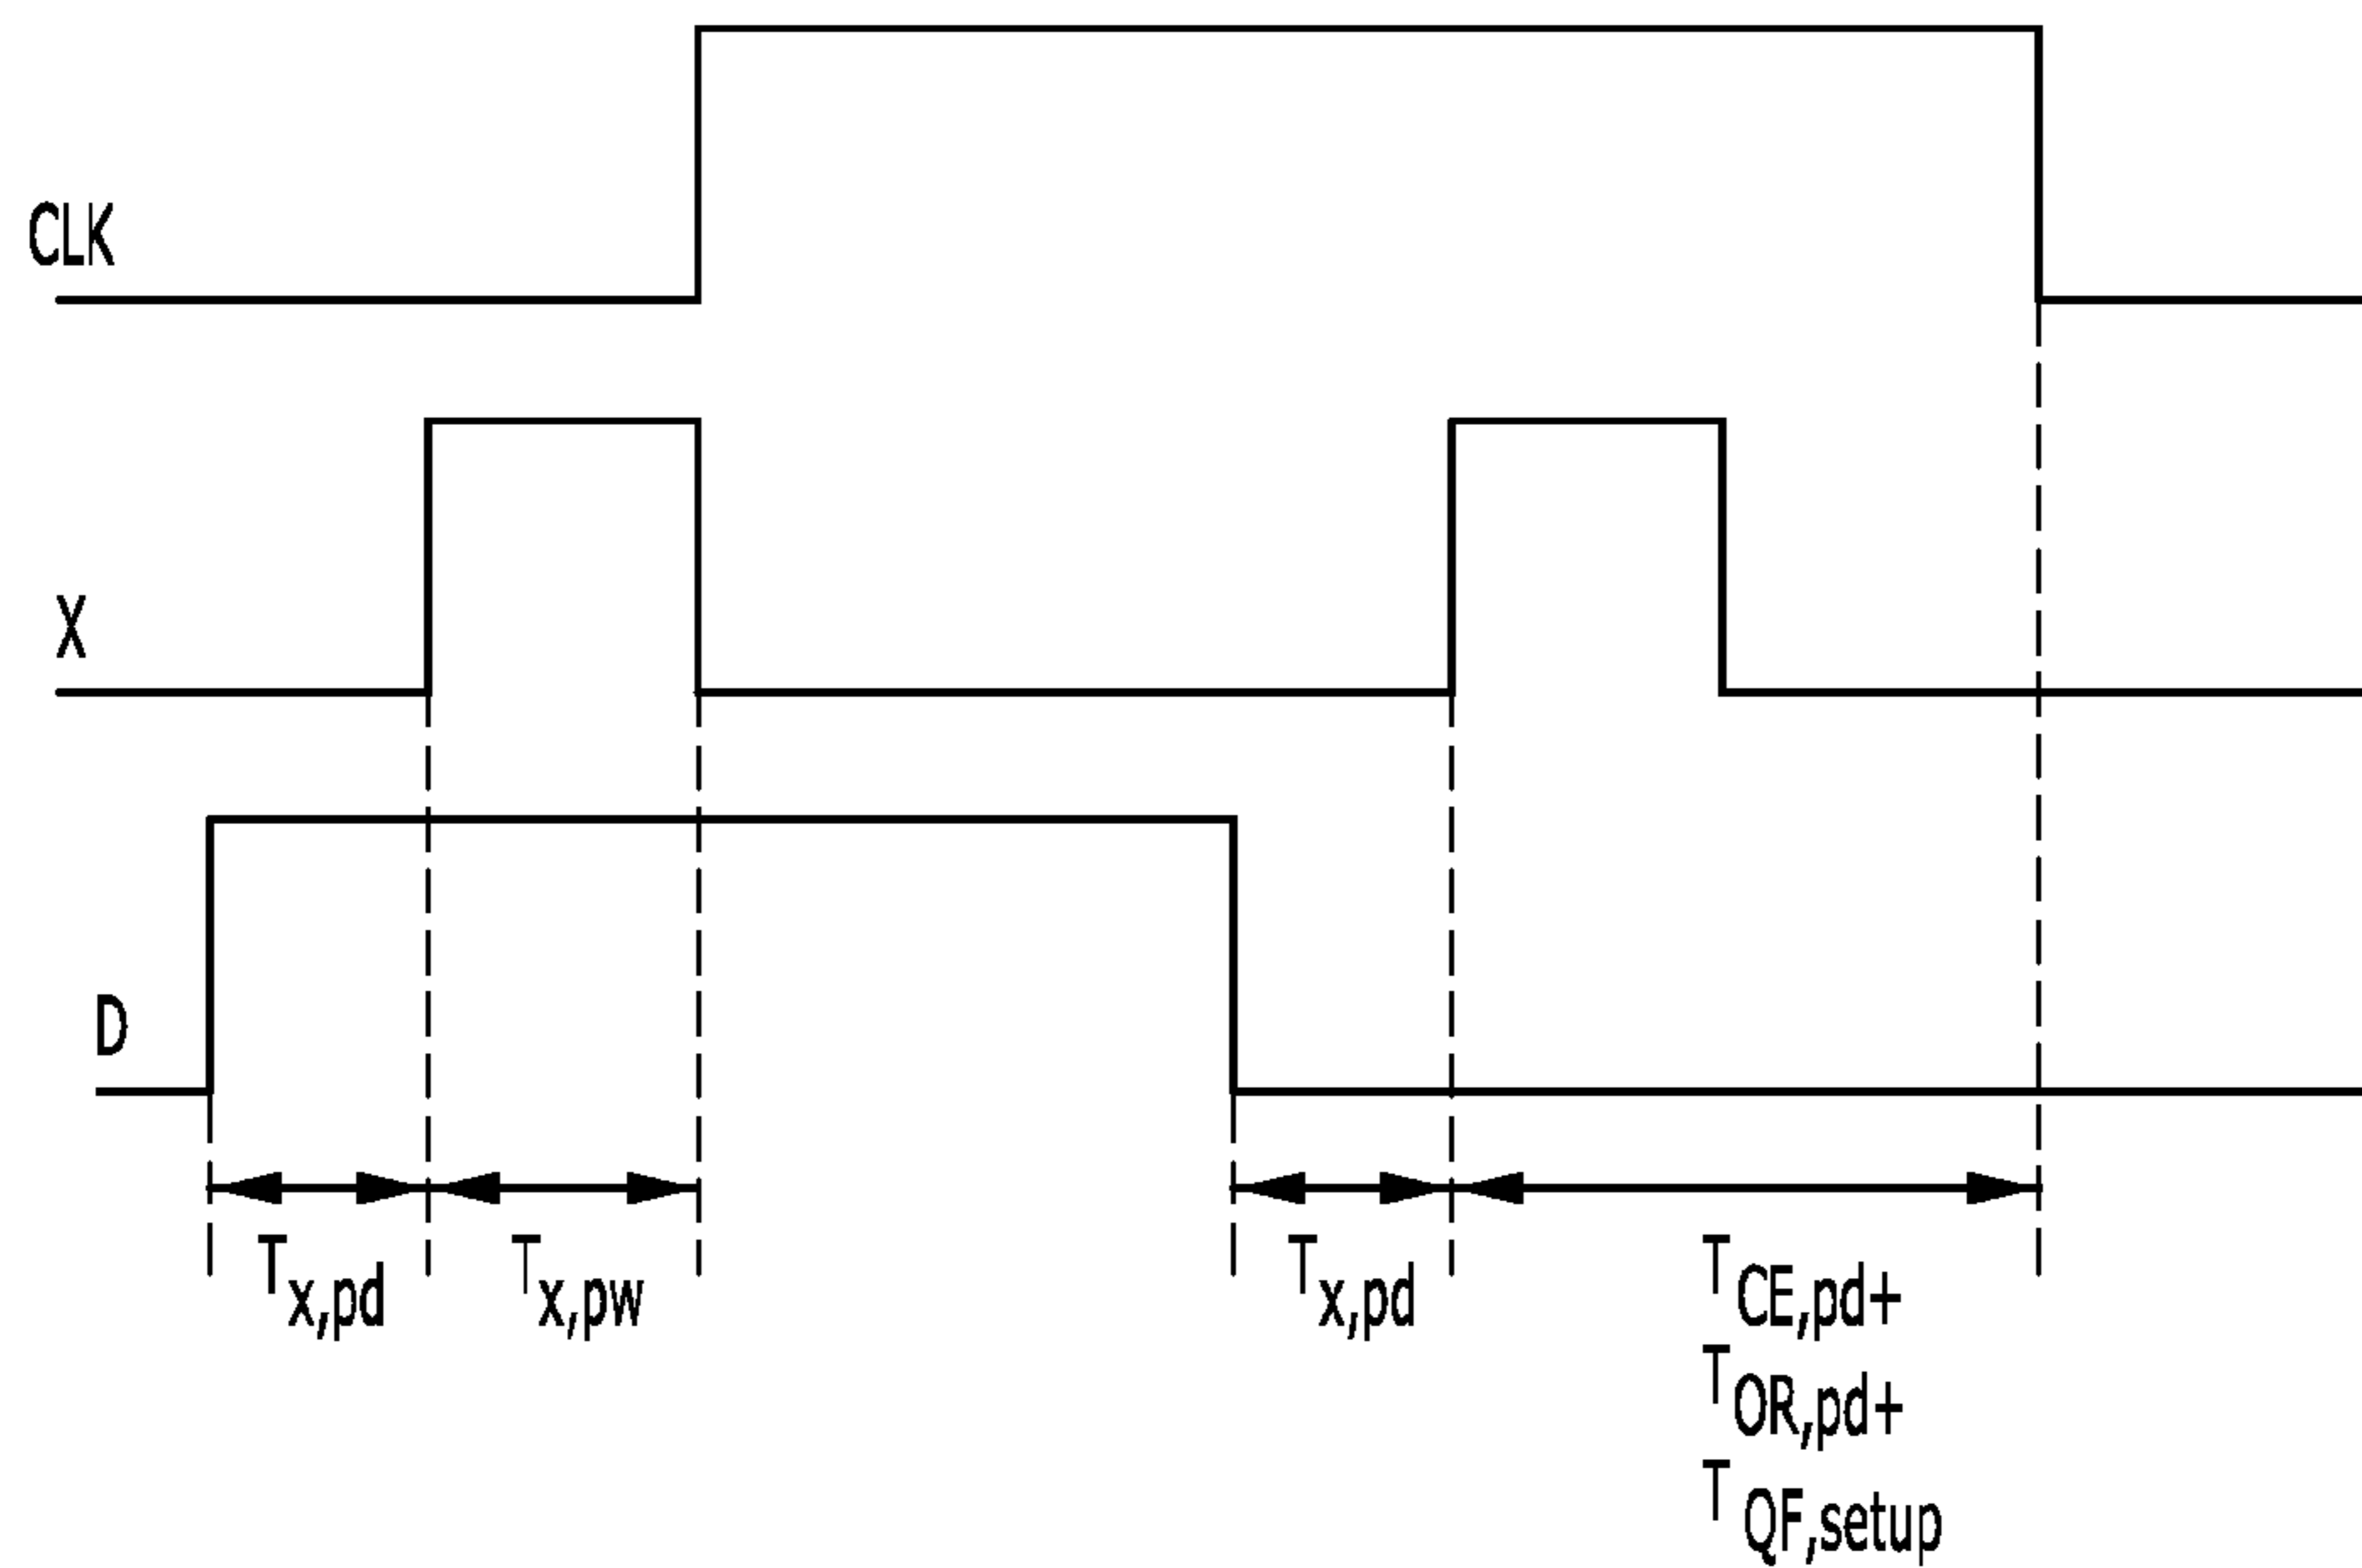 CLK
X
D
Tx,pd Tx,pw Tx,pd TCE,pd+
TOR,pd+
TQF,setup